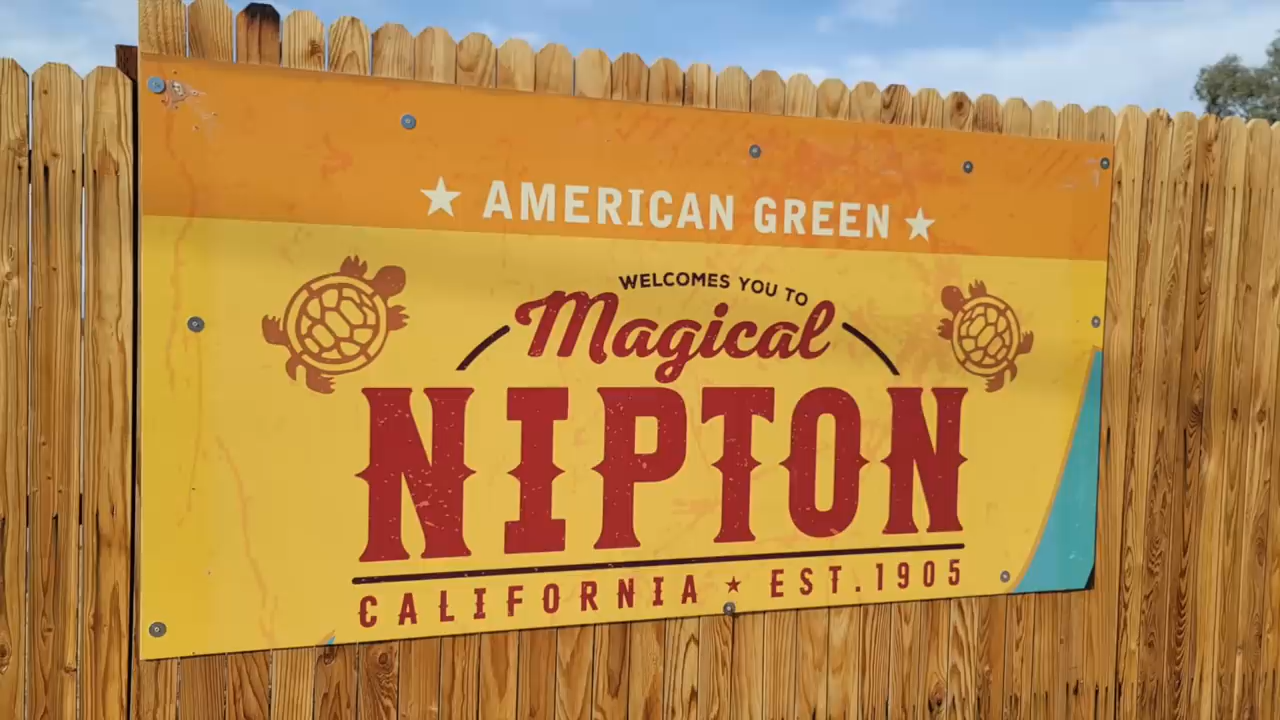 ★ AMERICAN GREEN ★
WELCOMES YOU TO
Magical
NIPTON
CALIFORNIA ★ EST. 1905